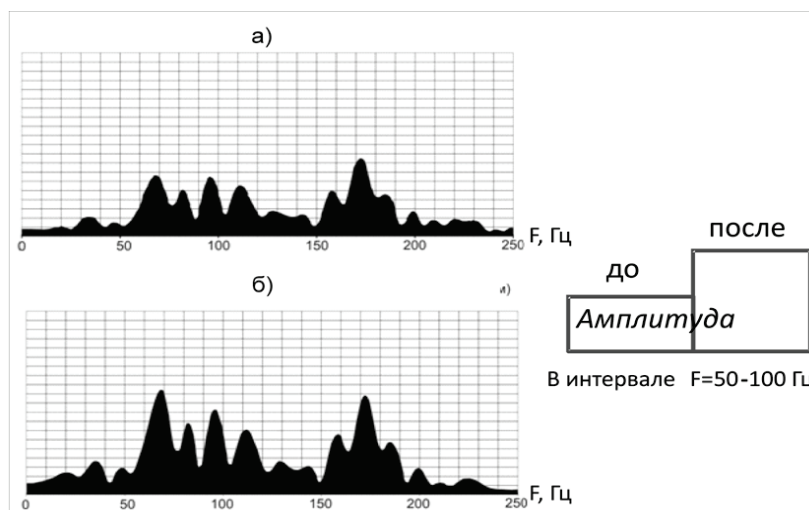 а)
0 50 100 150 200 250 F, Гц
после
до
Амплитуда
В интервале F=50-100 Гц
б)
и)
0 50 100 150 200 250 F, Гц